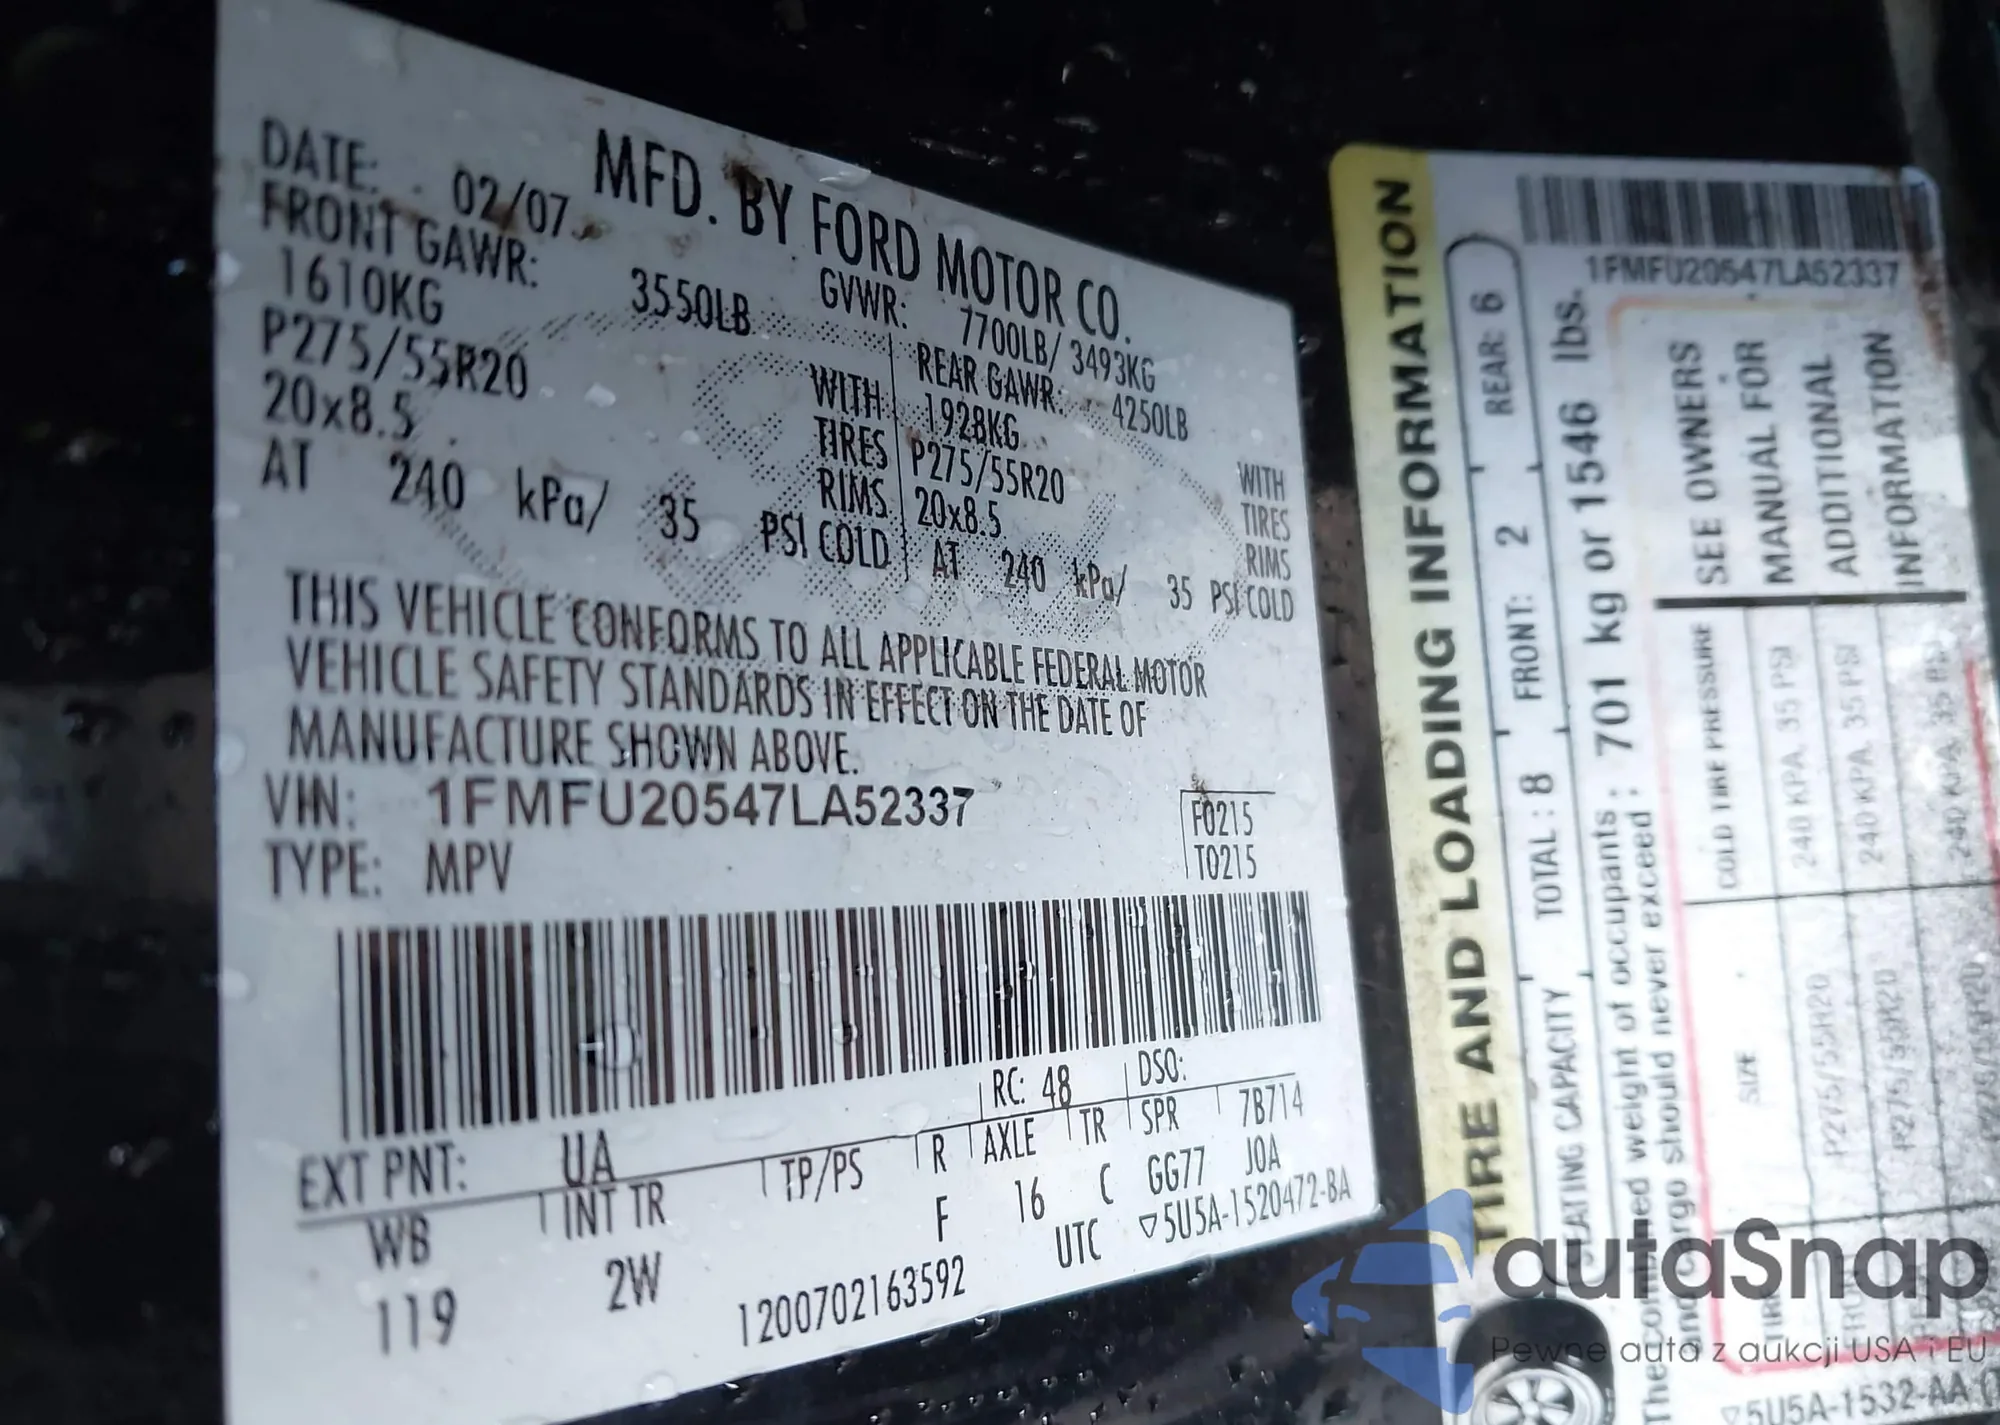 MFD. BY FORD MOTOR CO.
DATE: 02/07
GVWR: 7700LB/ 3493KG
FRONT GAWR: 3550LB
REAR GAWR: 4250LB
1610KG
1928KG
P275/55R20 WITH TIRES
P275/55R20 WITH TIRES
20x8.5 RIMS
20x8.5 RIMS
AT 240 kPa/ 35 PSI COLD
AT 240 kPa/ 35 PSI COLD
THIS VEHICLE CONFORMS TO ALL APPLICABLE FEDERAL MOTOR
VEHICLE SAFETY STANDARDS IN EFFECT ON THE DATE OF
MANUFACTURE SHOWN ABOVE.
VIN: 1FMFU20547LA52337
TYPE: MPV
F0215
T0215
EXT PNT: UA
RC: 48
DSO:
WB INT TR TP/PS R AXLE TR SPR 7B714
119 2W F 16 C GG77 JOA
1200702163592
UTC ▽5U5A-1520472-BA
TIRE AND LOADING INFORMATION
1FMFU20547LA52337
SEATING CAPACITY TOTAL: 8 FRONT: 2 REAR: 6
The combined weight of occupants
and cargo should never exceed : 701 kg or 1546 lbs.
SEE OWNERS
MANUAL FOR
ADDITIONAL
INFORMATION
SIZE COLD TIRE PRESSURE
P275/55R20 240 KPA, 35 PSI
P275/55R20 240 KPA, 35 PSI
240 KPA, 35 PSI
▽5U5A-1532-AA
autaSnap
Pewne auta z aukcji USA i EU